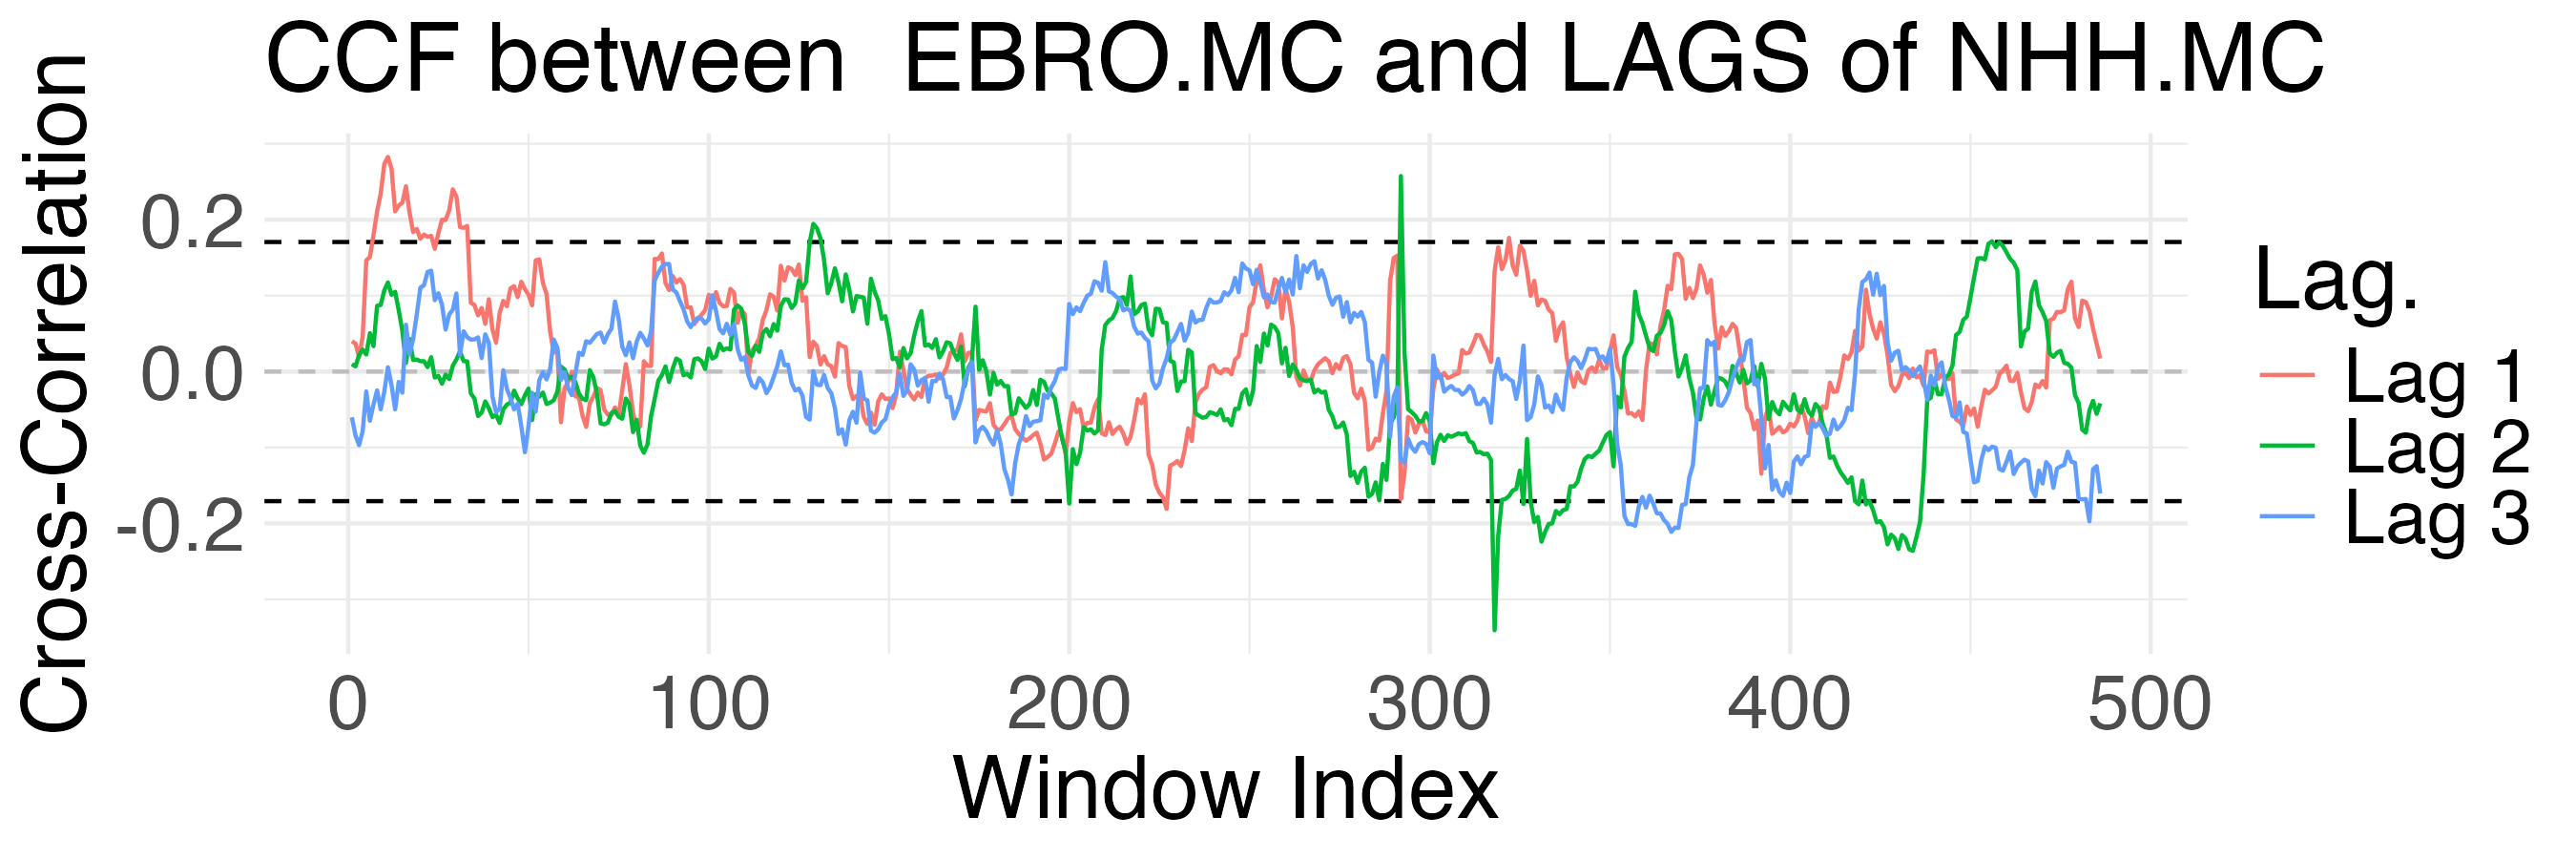 CCF between  EBRO.MC and LAGS of NHH.MC
Cross-Correlation
0.2
0.0
-0.2
0
100
200
300
400
500
Window Index
Lag.
Lag 1
Lag 2
Lag 3